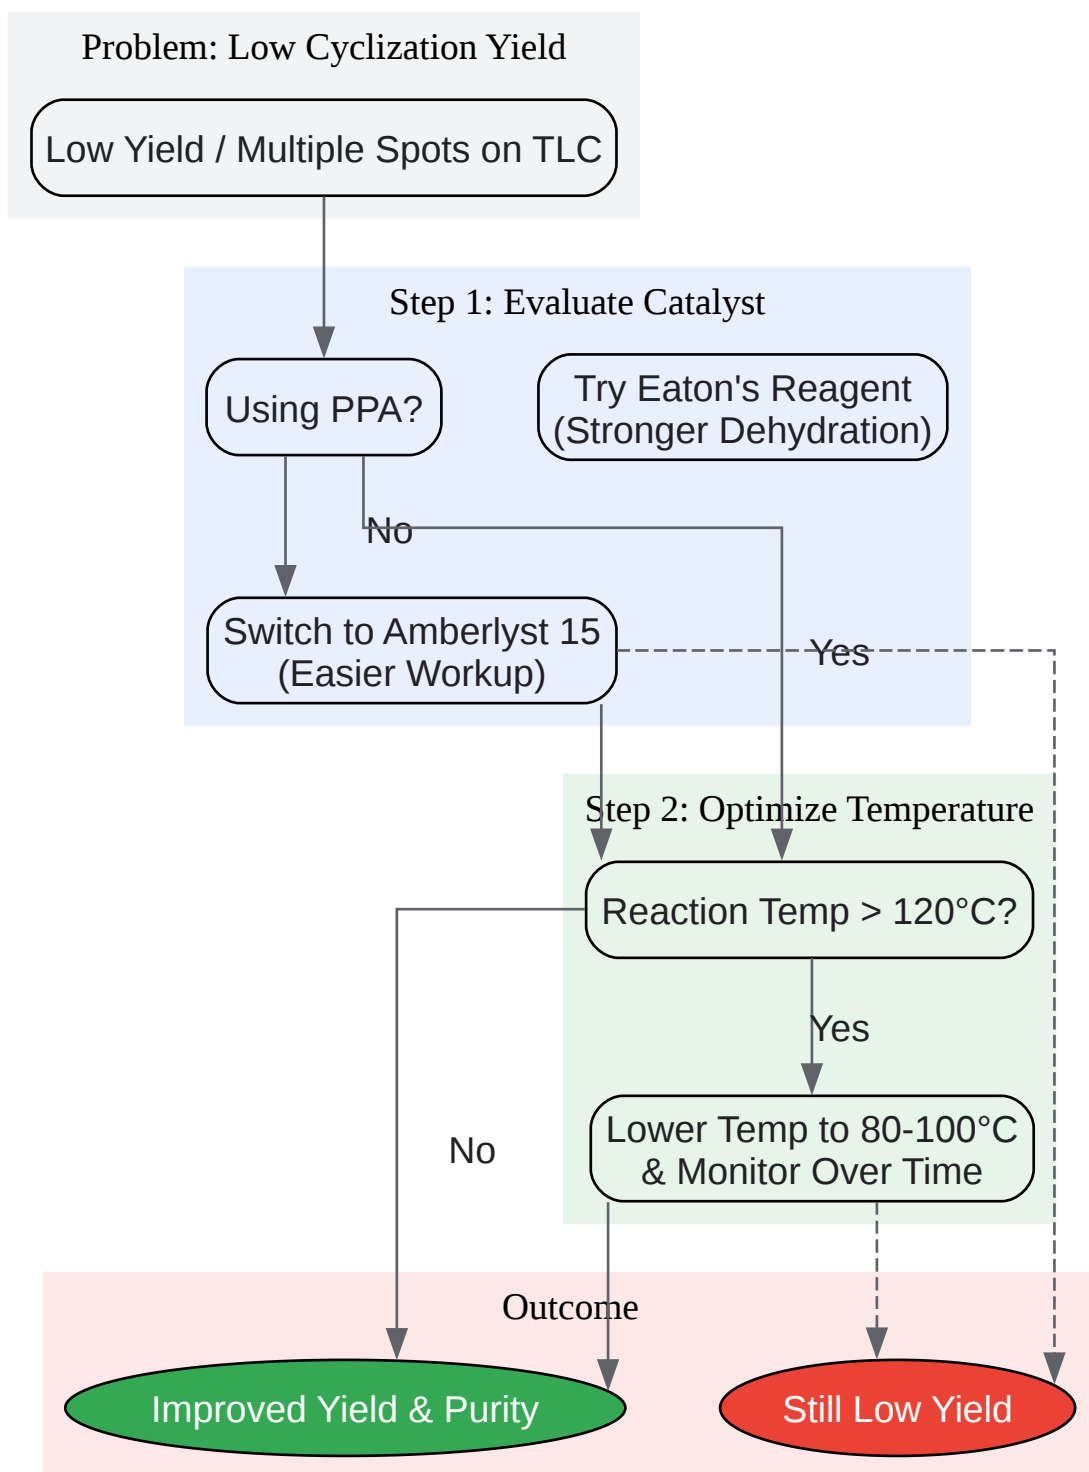 Problem: Low Cyclization Yield
Low Yield / Multiple Spots on TLC
Step 1: Evaluate Catalyst
Using PPA?
Try Eaton's Reagent
(Stronger Dehydration)
No
Switch to Amberlyst 15
(Easier Workup)
Yes
Step 2: Optimize Temperature
Reaction Temp > 120°C?
Yes
Lower Temp to 80-100°C
& Monitor Over Time
No
Outcome
Improved Yield & Purity
Still Low Yield